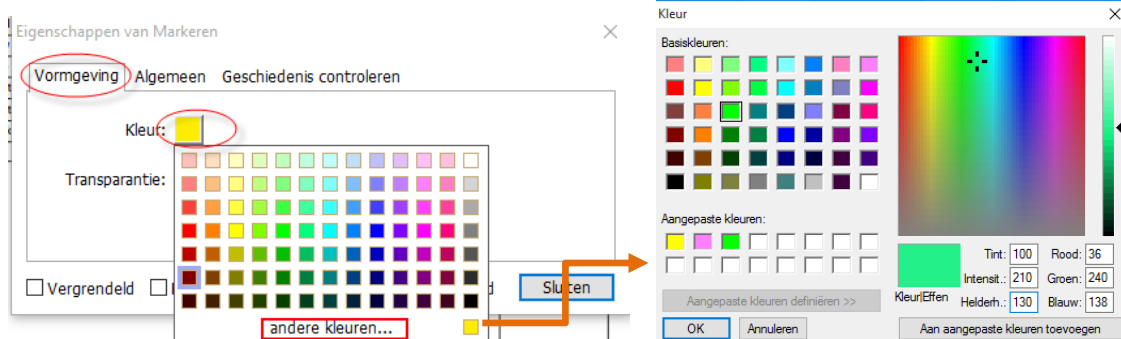 Eigenschappen van Markeren
Vormgeving Algemeen Geschiedenis controleren
Kleur:
Transparantie:
Vergrendeld
Sluiten
andere kleuren...
Kleur
Basiskleuren:
Aangepaste kleuren:
Aangepaste kleuren definiëren >>
OK Annuleren
Kleur|Effen
Tint: 100 Rood: 36
Intensit.: 210 Groen: 240
Helderh.: 130 Blauw: 138
Aan aangepaste kleuren toevoegen